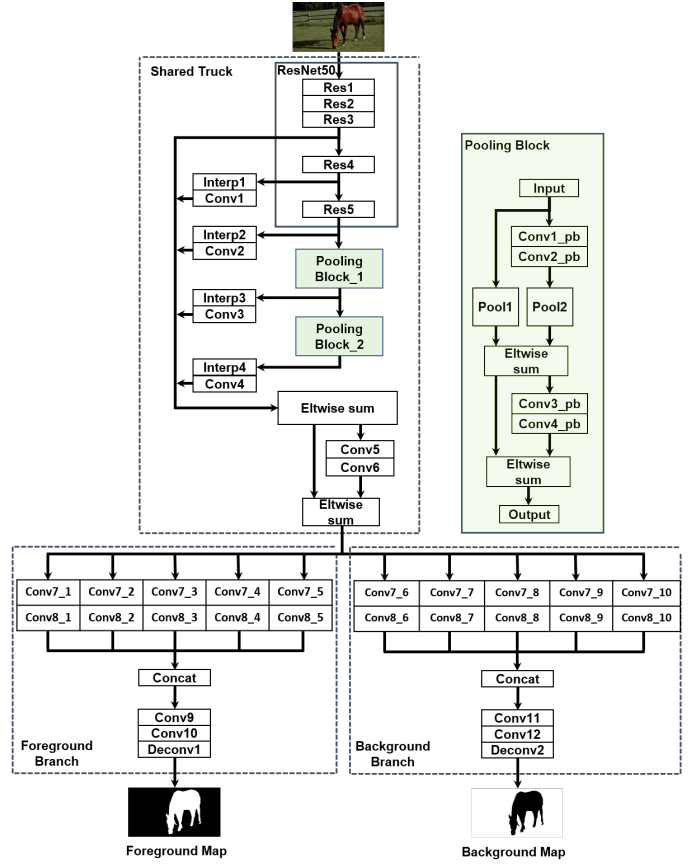 Shared Truck
ResNet50
Res1
Res2
Res3
Res4
Interp1
Conv1
Res5
Interp2
Conv2
Pooling
Block_1
Interp3
Conv3
Pooling
Block_2
Interp4
Conv4
Eltwise sum
Conv5
Conv6
Eltwise
sum
Pooling Block
Input
Conv1_pb
Conv2_pb
Pool1 Pool2
Eltwise
sum
Conv3_pb
Conv4_pb
Eltwise
sum
Output
Conv7_1 Conv7_2 Conv7_3 Conv7_4 Conv7_5
Conv8_1 Conv8_2 Conv8_3 Conv8_4 Conv8_5
Concat
Conv9
Conv10
Deconv1
Foreground
Branch
Foreground Map
Conv7_6 Conv7_7 Conv7_8 Conv7_9 Conv7_10
Conv8_6 Conv8_7 Conv8_8 Conv8_9 Conv8_10
Concat
Conv11
Conv12
Deconv2
Background
Branch
Background Map